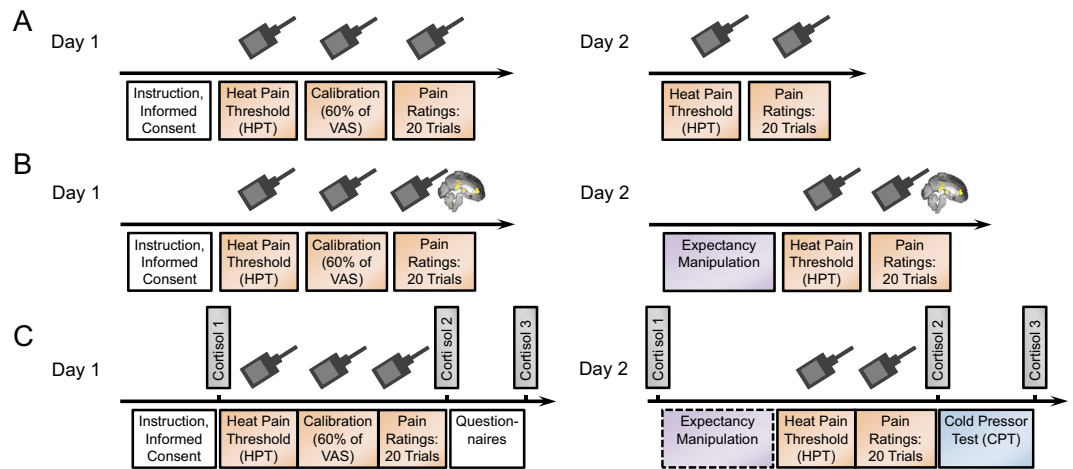 A
Day 1
Instruction,
Informed
Consent
Heat Pain
Threshold
(HPT)
Calibration
(60% of
VAS)
Pain
Ratings:
20 Trials
Day 2
Heat Pain
Threshold
(HPT)
Pain
Ratings:
20 Trials
B
Day 1
Instruction,
Informed
Consent
Heat Pain
Threshold
(HPT)
Calibration
(60% of
VAS)
Pain
Ratings:
20 Trials
Day 2
Expectancy
Manipulation
Heat Pain
Threshold
(HPT)
Pain
Ratings:
20 Trials
C
Day 1
Cortisol 1
Cortisol 2
Cortisol 3
Instruction,
Informed
Consent
Heat Pain
Threshold
(HPT)
Calibration
(60% of
VAS)
Pain
Ratings:
20 Trials
Question-
naires
Day 2
Cortisol 1
Cortisol 2
Cortisol 3
Expectancy
Manipulation
Heat Pain
Threshold
(HPT)
Pain
Ratings:
20 Trials
Cold Pressor
Test (CPT)